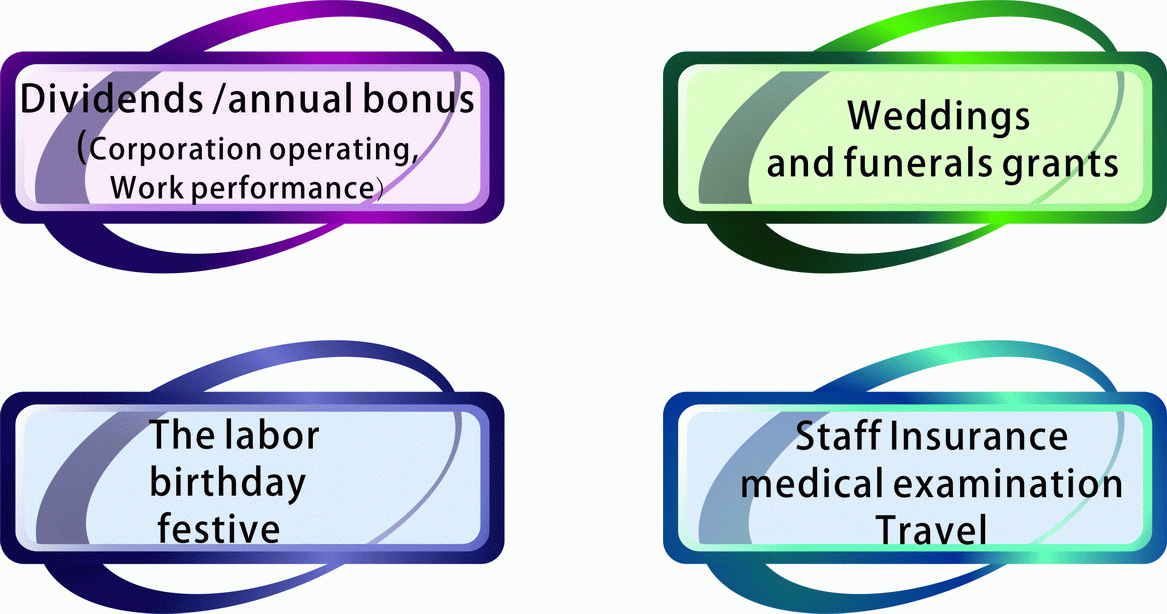 Dividends /annual bonus
(Corporation operating,
Work performance）
Weddings
and funerals grants
The labor
birthday
festive
Staff Insurance
medical examination
Travel